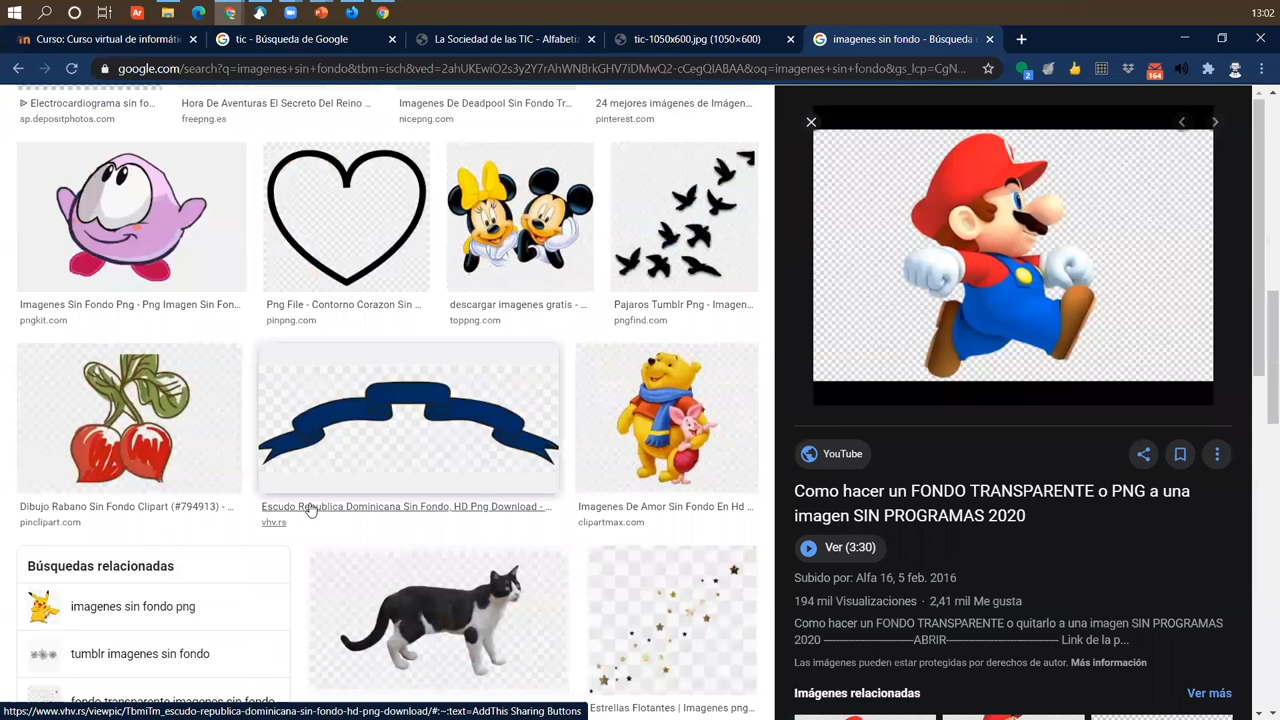 13:02
Curso: Curso virtual de informát
tic - Búsqueda de Google
La Sociedad de las TIC - Alfabeti
tic-1050x600.jpg (1050×600)
imagenes sin fondo - Búsqueda
google.com/search?q=imagenes+sin+fondo&tbm=isch&ved=2ahUKEwiO2s3y2Y7rAhWNBrkGHV7iDMwQ2-cCegQIABAA&oq=imagenes+sin+fondo&gs_lcp=CgN...
2
164
ᐉ Electrocardiograma sin fo...
sp.depositphotos.com
Hora De Aventuras El Secreto Del Reino ...
freepng.es
Imagenes De Deadpool Sin Fondo Tr...
nicepng.com
24 mejores imágenes de Imágen...
pinterest.com
Imagenes Sin Fondo Png - Png Imagen Sin Fon...
pngkit.com
Png File - Contorno Corazon Sin ...
pinpng.com
descargar imagenes gratis - ...
toppng.com
Pajaros Tumblr Png - Imagen...
pngfind.com
Dibujo Rabano Sin Fondo Clipart (#794913) - ...
pinclipart.com
Escudo Republica Dominicana Sin Fondo, HD Png Download - ...
vhv.rs
Imagenes De Amor Sin Fondo En Hd ...
clipartmax.com
Búsquedas relacionadas
imagenes sin fondo png
tumblr imagenes sin fondo
fondo transparente imagenes sin fondo
Estrellas Flotantes | Imagenes png...
https://www.vhv.rs/viewpic/TbmiTm_escudo-republica-dominicana-sin-fondo-hd-png-download/#:~:text=AddThis Sharing Buttons
YouTube
Como hacer un FONDO TRANSPARENTE o PNG a una
imagen SIN PROGRAMAS 2020
Ver (3:30)
Subido por: Alfa 16, 5 feb. 2016
194 mil Visualizaciones · 2,41 mil Me gusta
Como hacer un FONDO TRANSPARENTE o quitarlo a una imagen SIN PROGRAMAS
2020 ----------------------------ABRIR---------------------------- Link de la p...
Las imágenes pueden estar protegidas por derechos de autor. Más información
Imágenes relacionadas
Ver más